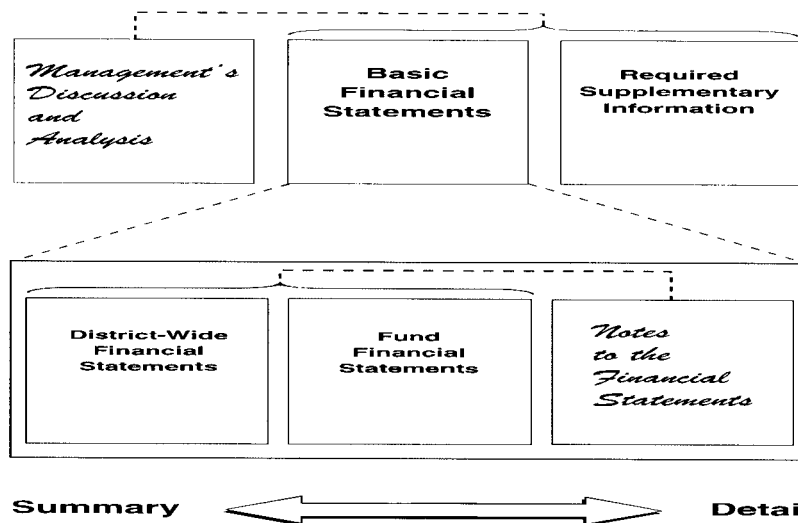 Management's
Discussion
and
Analysis
Basic
Financial
Statements
Required
Supplementary
Information
District-Wide
Financial
Statements
Fund
Financial
Statements
Notes
to the
Financial
Statements
Summary
Detai